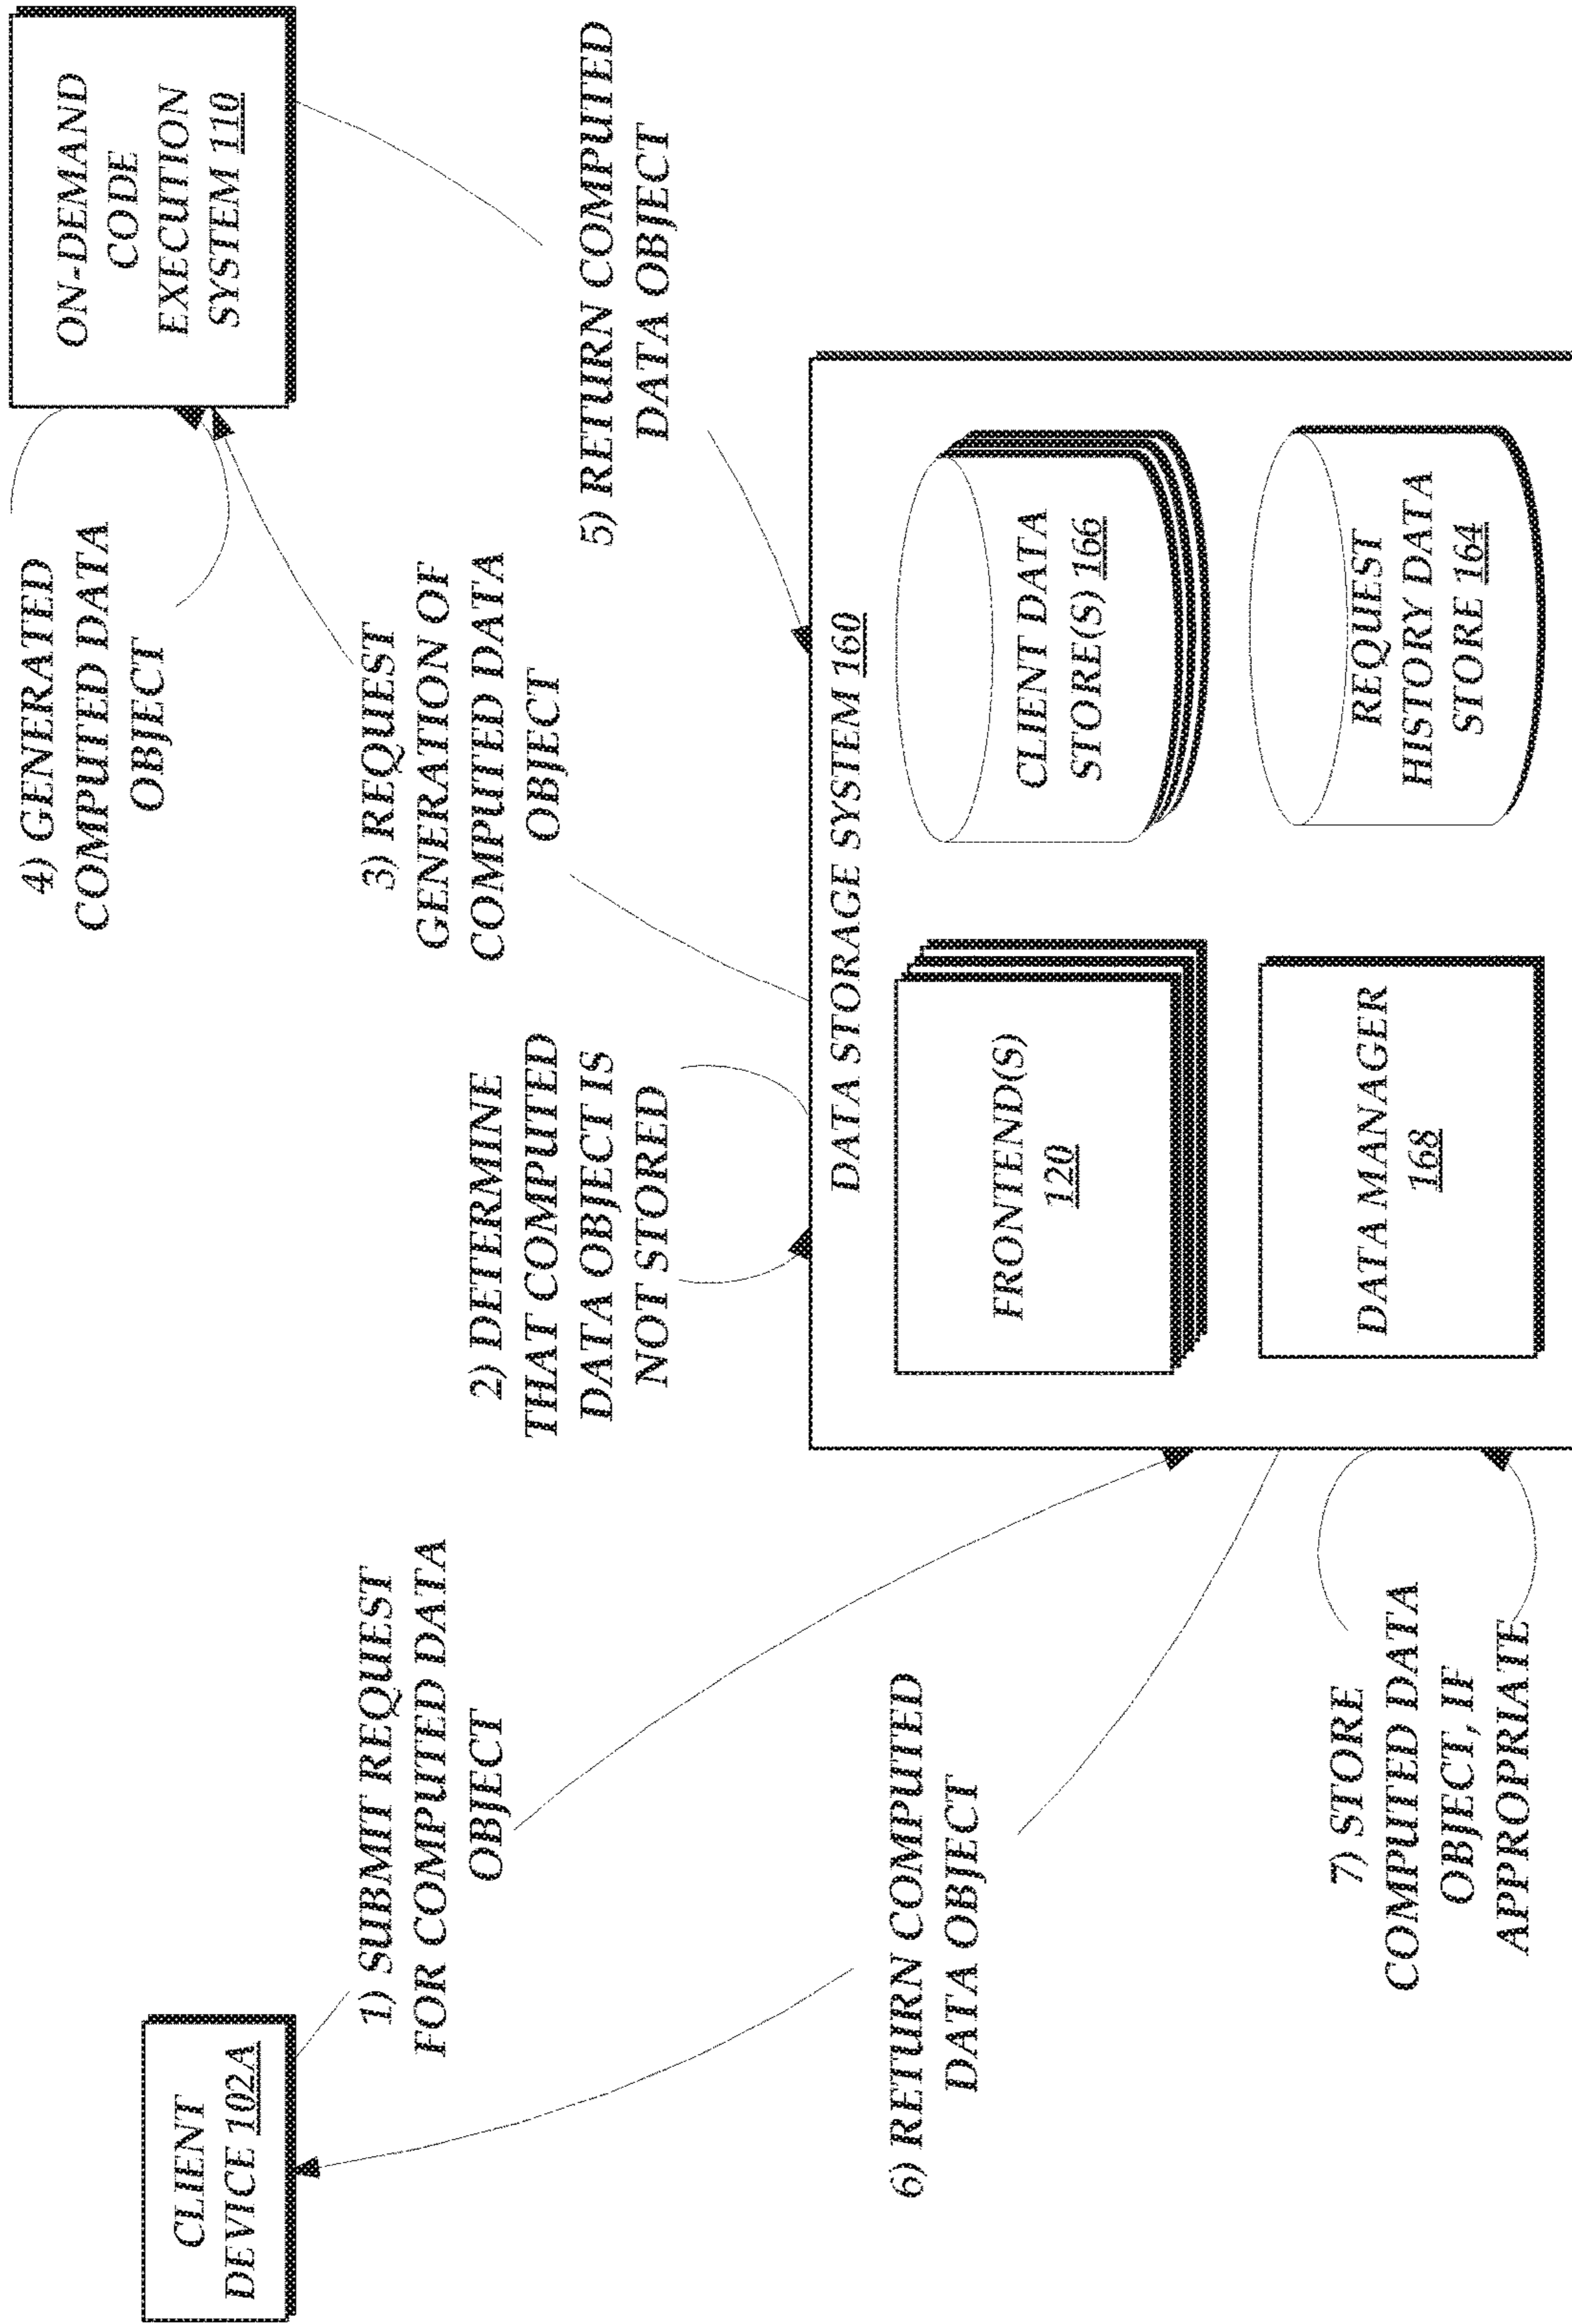 CLIENT
DEVICE 102A
1) SUBMIT REQUEST
FOR COMPUTED DATA
OBJECT
2) DETERMINE
THAT COMPUTED
DATA OBJECT IS
NOT STORED
3) REQUEST
GENERATION OF
COMPUTED DATA
OBJECT
4) GENERATED
COMPUTED DATA
OBJECT
ON-DEMAND
CODE
EXECUTION
SYSTEM 110
5) RETURN COMPUTED
DATA OBJECT
6) RETURN COMPUTED
DATA OBJECT
7) STORE
COMPUTED DATA
OBJECT, IF
APPROPRIATE
DATA STORAGE SYSTEM 160
FRONTEND(S)
120
CLIENT DATA
STORE(S) 166
DATA MANAGER
168
REQUEST
HISTORY DATA
STORE 164